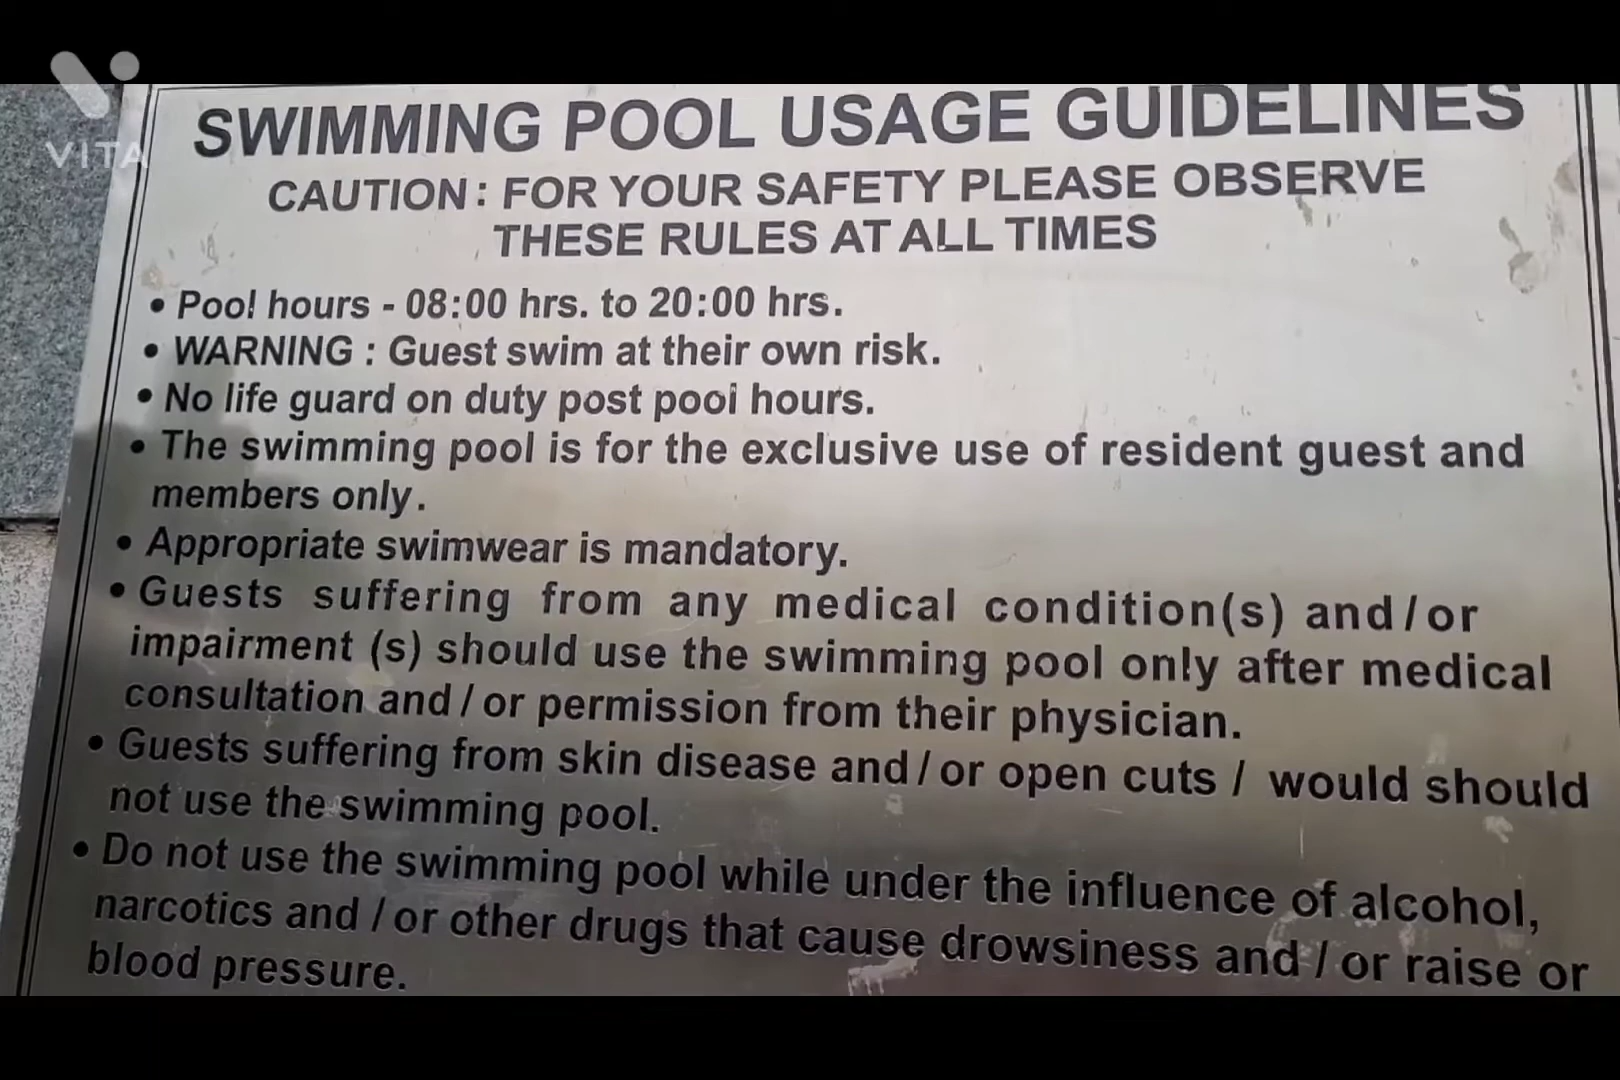 VITA
SWIMMING POOL USAGE GUIDELINES
CAUTION : FOR YOUR SAFETY PLEASE OBSERVE
THESE RULES AT ALL TIMES
• Pool hours - 08:00 hrs. to 20:00 hrs.
• WARNING : Guest swim at their own risk.
• No life guard on duty post pool hours.
• The swimming pool is for the exclusive use of resident guest and
members only.
• Appropriate swimwear is mandatory.
• Guests suffering from any medical condition(s) and/or
impairment (s) should use the swimming pool only after medical
consultation and / or permission from their physician.
• Guests suffering from skin disease and / or open cuts / would should
not use the swimming pool.
• Do not use the swimming pool while under the influence of alcohol,
narcotics and / or other drugs that cause drowsiness and / or raise or
blood pressure.